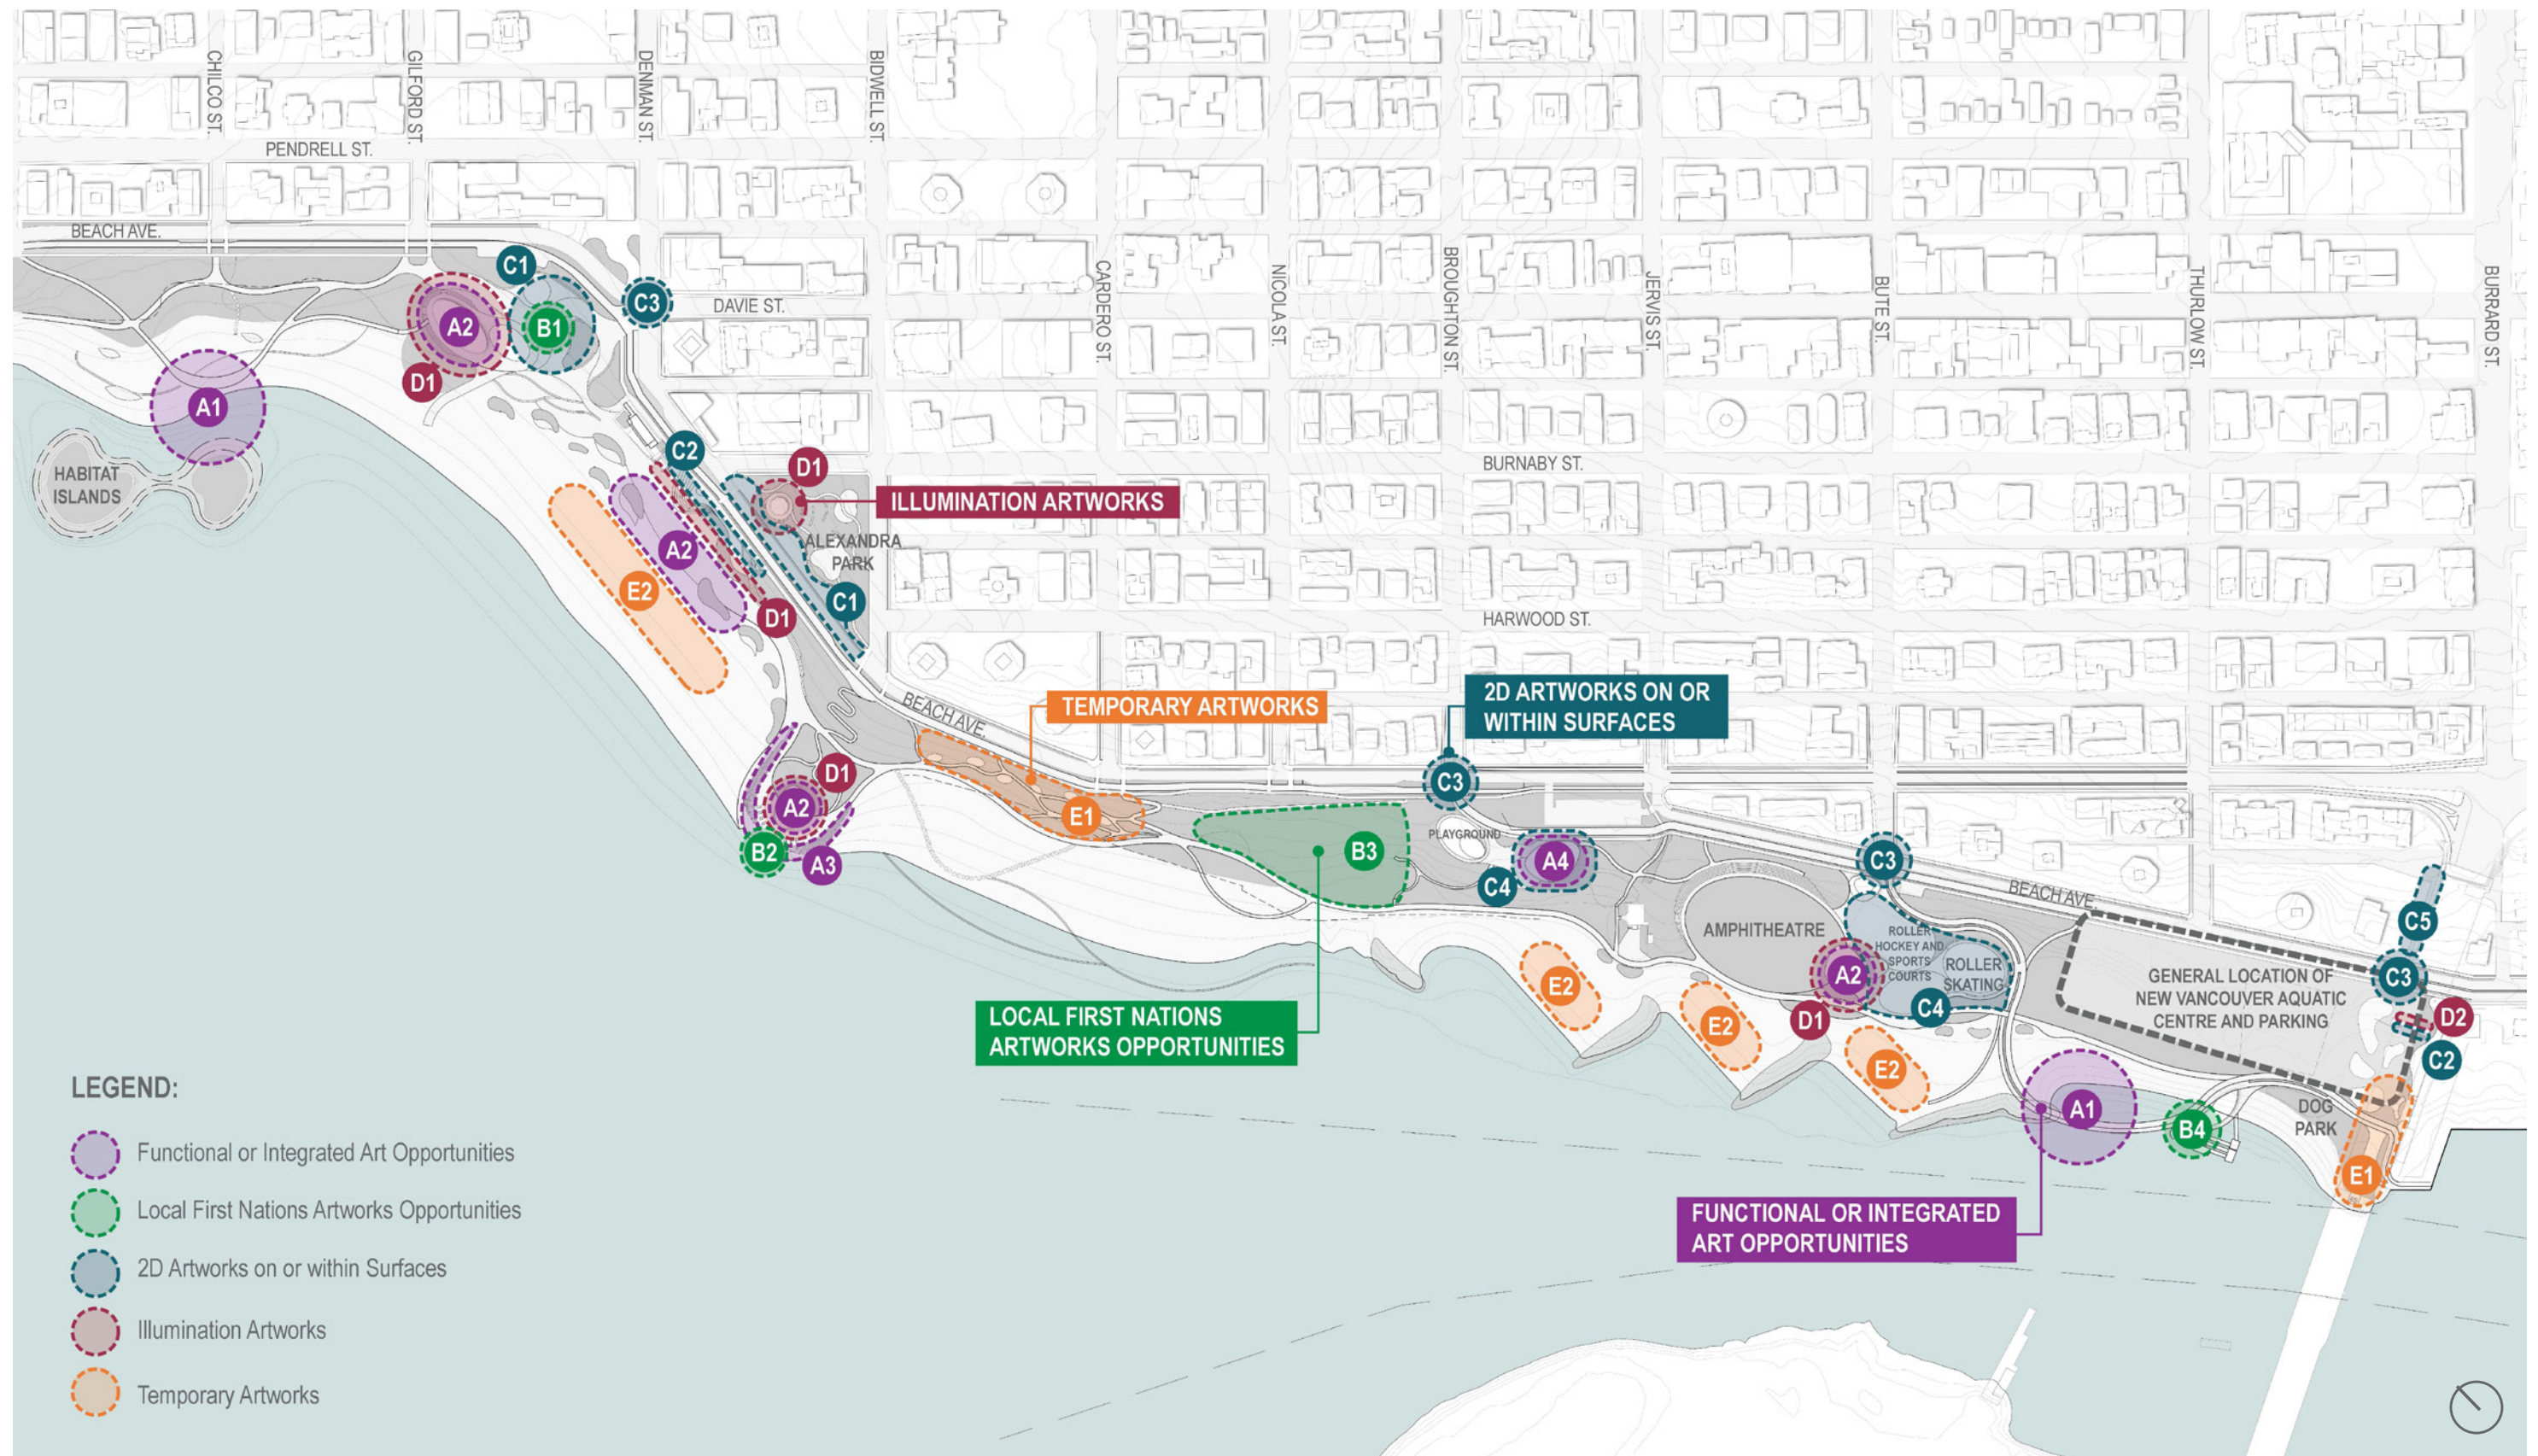 CHILCO ST.
GILFORD ST.
DENMAN ST.
BIDWELL ST.
PENDRELL ST.
BEACH AVE.
C1
C3
DAVIE ST.
CARDERO ST.
NICOLA ST.
BROUGHTON ST.
JERVIS ST.
BUTE ST.
THURLOW ST.
BURRARD ST.
A2
B1
D1
A1
HABITAT
ISLANDS
C2
D1
ILLUMINATION ARTWORKS
BURNABY ST.
A2
ALEXANDRA
PARK
E2
C1
D1
HARWOOD ST.
BEACH AVE.
TEMPORARY ARTWORKS
2D ARTWORKS ON OR
WITHIN SURFACES
D1
A2
C3
E1
B2
A3
B3
PLAYGROUND
A4
C4
C3
BEACH AVE.
AMPHITHEATRE
ROLLER
HOCKEY AND
SPORTS
COURTS
ROLLER
SKATING
A2
C4
D1
C5
C3
GENERAL LOCATION OF
NEW VANCOUVER AQUATIC
CENTRE AND PARKING
D2
C2
E2
E2
E2
LOCAL FIRST NATIONS
ARTWORKS OPPORTUNITIES
A1
B4
DOG
PARK
E1
FUNCTIONAL OR INTEGRATED
ART OPPORTUNITIES
LEGEND:
Functional or Integrated Art Opportunities
Local First Nations Artworks Opportunities
2D Artworks on or within Surfaces
Illumination Artworks
Temporary Artworks